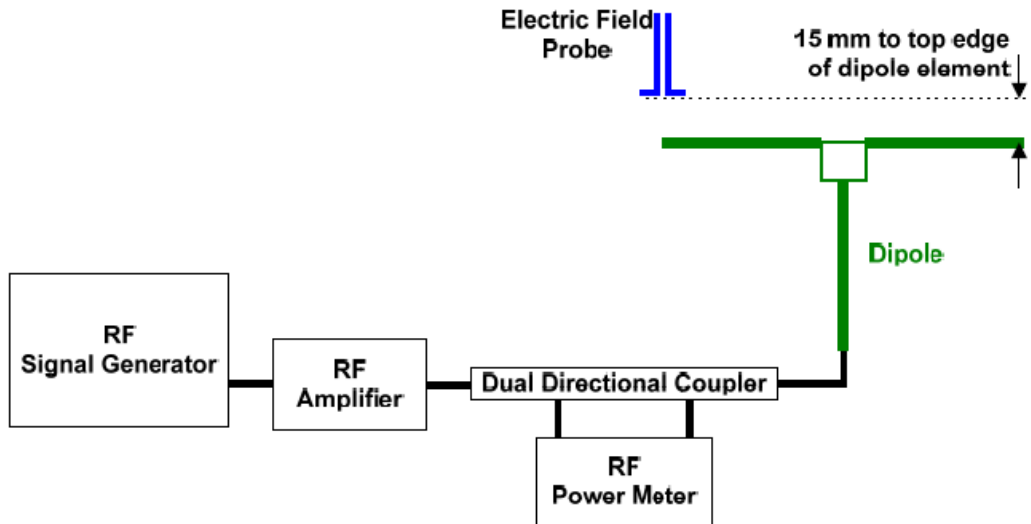 Electric Field
Probe
15 mm to top edge
of dipole element
Dipole
RF
Signal Generator
RF
Amplifier
Dual Directional Coupler
RF
Power Meter